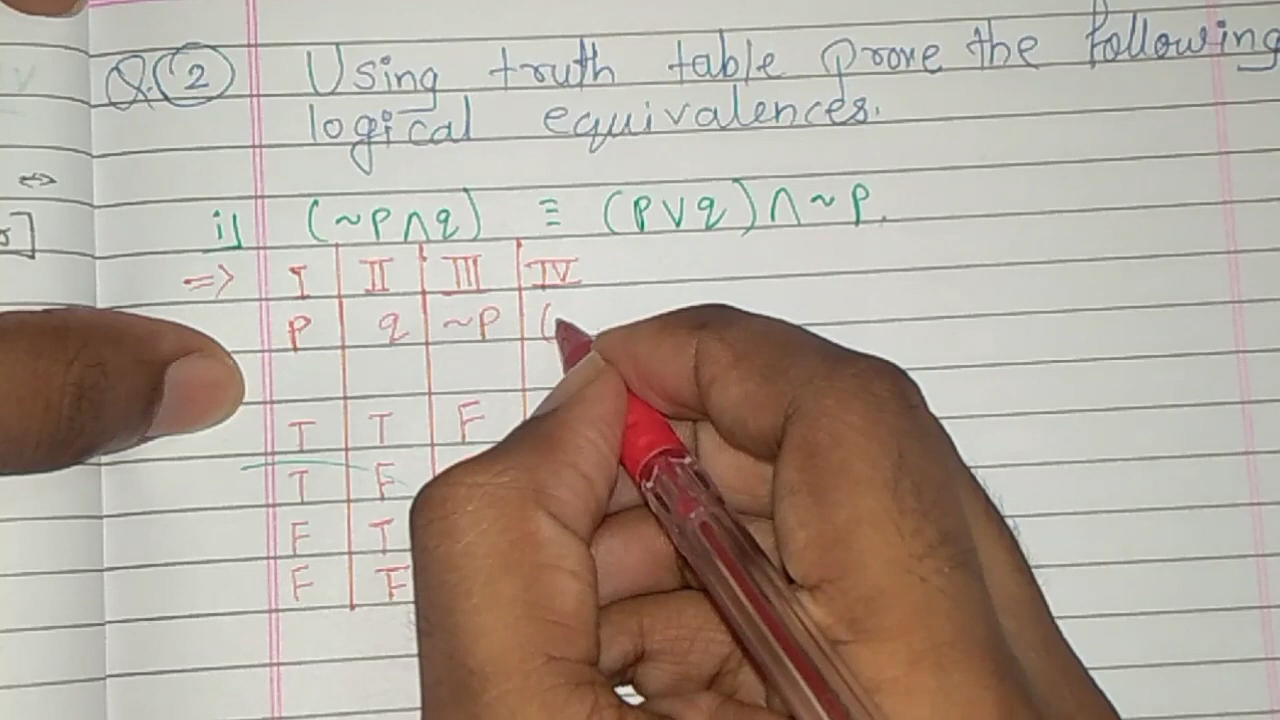 Q.(2) Using truth table prove the following
logical equivalences.
↔
i] (~p∧q) ≡ (p∨q)∧~p.
=> I II III IV
p q ~p (
T T F
T F
F T
F F